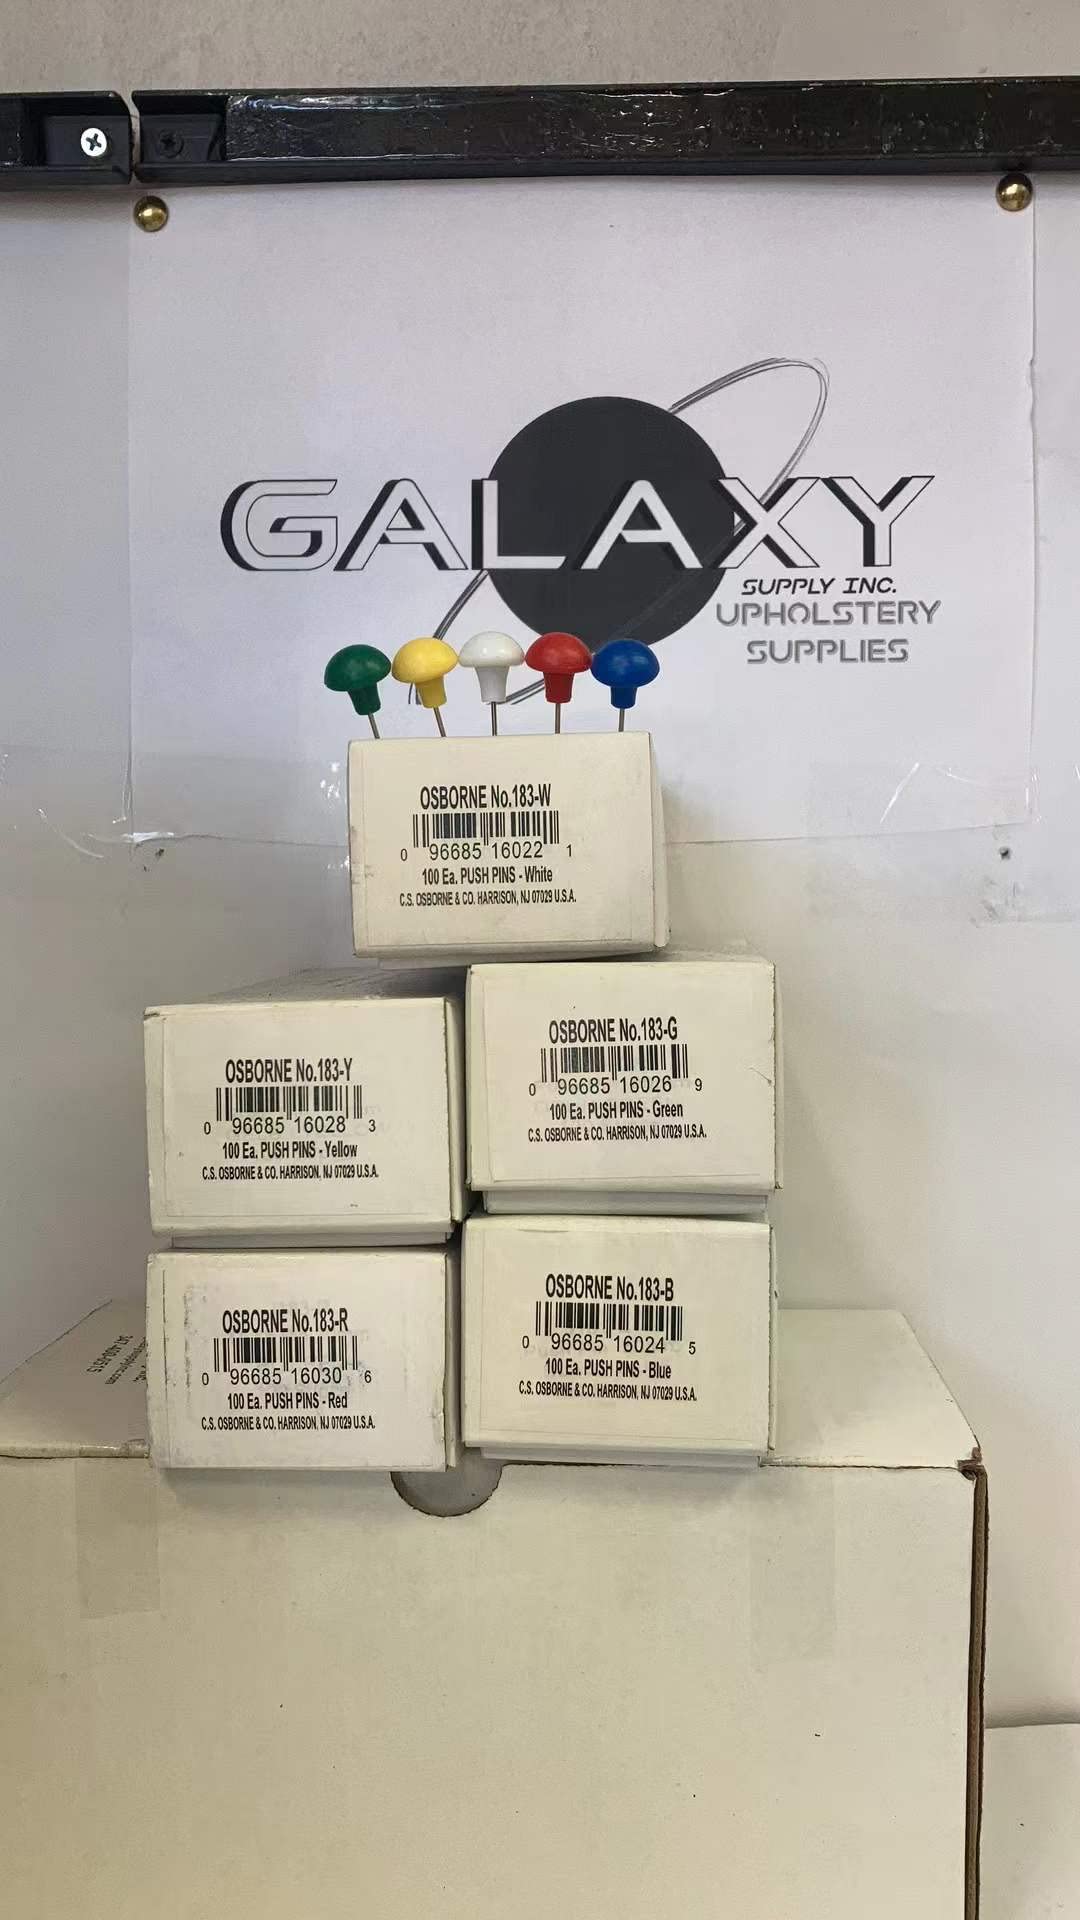 GALAXY
SUPPLY INC.
UPHOLSTERY
SUPPLIES
OSBORNE No.183-W
0 96685 16022 1
100 Ea. PUSH PINS - White
C.S. OSBORNE & CO. HARRISON, NJ 07029 U.S.A.
OSBORNE No.183-Y
0 96685 16028 3
100 Ea. PUSH PINS - Yellow
C.S. OSBORNE & CO. HARRISON, NJ 07029 U.S.A.
OSBORNE No.183-G
0 96685 16026 9
100 Ea. PUSH PINS - Green
C.S. OSBORNE & CO. HARRISON, NJ 07029 U.S.A.
OSBORNE No.183-R
0 96685 16030 6
100 Ea. PUSH PINS - Red
C.S. OSBORNE & CO. HARRISON, NJ 07029 U.S.A.
OSBORNE No.183-B
0 96685 16024 5
100 Ea. PUSH PINS - Blue
C.S. OSBORNE & CO. HARRISON, NJ 07029 U.S.A.